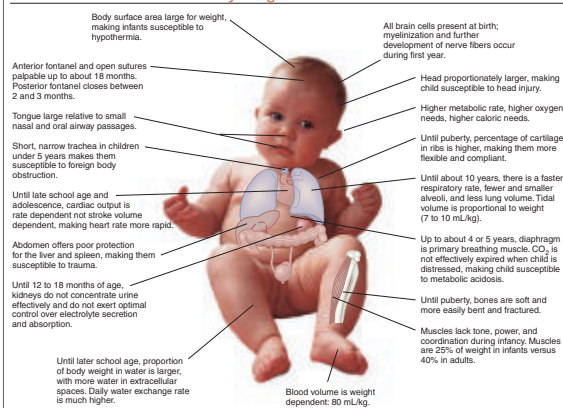 Body surface area large for weight,
making infants susceptible to
hypothermia.
Anterior fontanel and open sutures
palpable up to about 18 months.
Posterior fontanel closes between
2 and 3 months.
Tongue large relative to small
nasal and oral airway passages.
Short, narrow trachea in children
under 5 years makes them
susceptible to foreign body
obstruction.
Until late school age and
adolescence, cardiac output is
rate dependent not stroke volume
dependent, making heart rate more rapid.
Abdomen offers poor protection
for the liver and spleen, making them
susceptible to trauma.
Until 12 to 18 months of age,
kidneys do not concentrate urine
effectively and do not exert optimal
control over electrolyte secretion
and absorption.
Until later school age, proportion
of body weight in water is larger,
with more water in extracellular
spaces. Daily water exchange rate
is much higher.
All brain cells present at birth;
myelinization and further
development of nerve fibers occur
during first year.
Head proportionately larger, making
child susceptible to head injury.
Higher metabolic rate, higher oxygen
needs, higher caloric needs.
Until puberty, percentage of cartilage
in ribs is higher, making them more
flexible and compliant.
Until about 10 years, there is a faster
respiratory rate, fewer and smaller
alveoli, and less lung volume. Tidal
volume is proportional to weight
(7 to 10 mL/kg).
Up to about 4 or 5 years, diaphragm
is primary breathing muscle. CO₂ is
not effectively expired when child is
distressed, making child susceptible
to metabolic acidosis.
Until puberty, bones are soft and
more easily bent and fractured.
Muscles lack tone, power, and
coordination during infancy. Muscles
are 25% of weight in infants versus
40% in adults.
Blood volume is weight
dependent: 80 mL/kg.